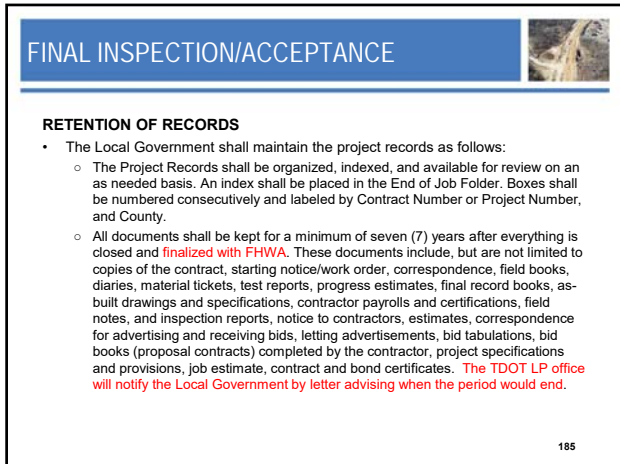 FINAL INSPECTION/ACCEPTANCE
RETENTION OF RECORDS
• The Local Government shall maintain the project records as follows:
○ The Project Records shall be organized, indexed, and available for review on an
as needed basis. An index shall be placed in the End of Job Folder. Boxes shall
be numbered consecutively and labeled by Contract Number or Project Number,
and County.
○ All documents shall be kept for a minimum of seven (7) years after everything is
closed and finalized with FHWA. These documents include, but are not limited to
copies of the contract, starting notice/work order, correspondence, field books,
diaries, material tickets, test reports, progress estimates, final record books, as-
built drawings and specifications, contractor payrolls and certifications, field
notes, and inspection reports, notice to contractors, estimates, correspondence
for advertising and receiving bids, letting advertisements, bid tabulations, bid
books (proposal contracts) completed by the contractor, project specifications
and provisions, job estimate, contract and bond certificates. The TDOT LP office
will notify the Local Government by letter advising when the period would end.
185